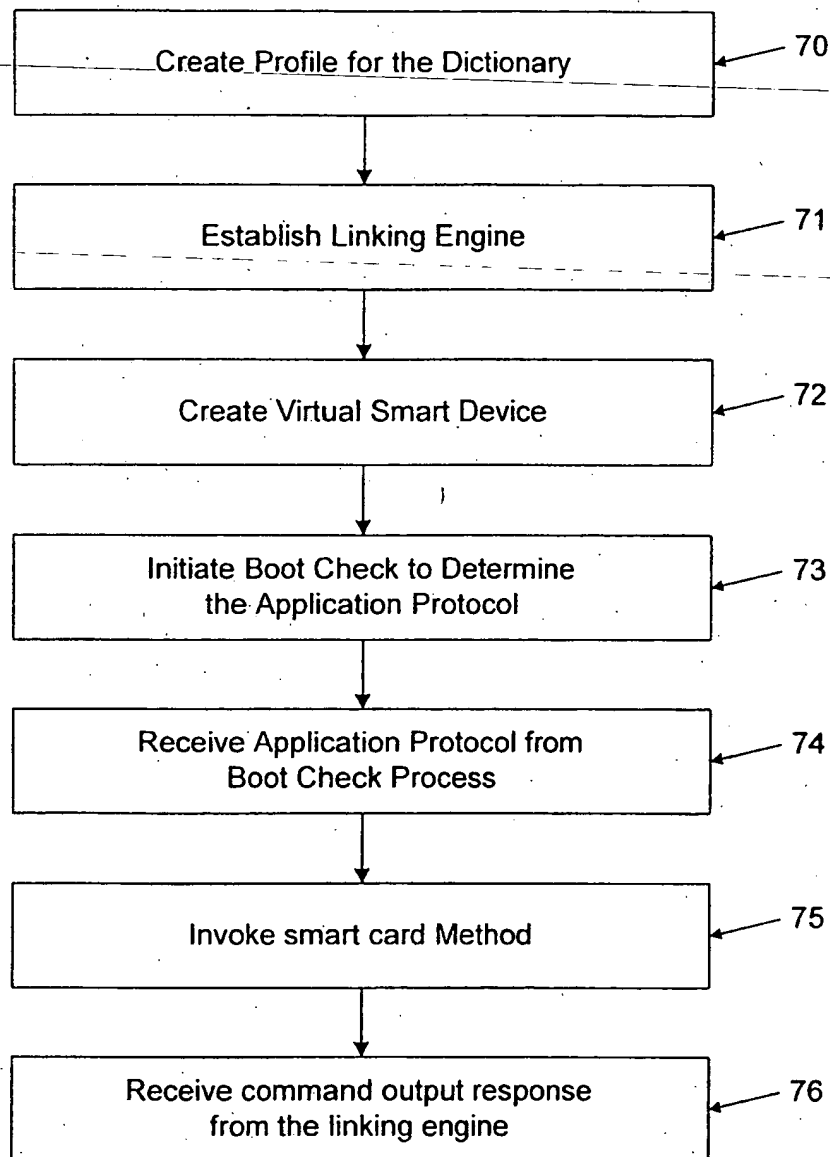 Create Profile for the Dictionary
70
Establish Linking Engine
71
Create Virtual Smart Device
72
Initiate Boot Check to Determine
the Application Protocol
73
Receive Application Protocol from
Boot Check Process
74
Invoke smart card Method
75
Receive command output response
from the linking engine
76